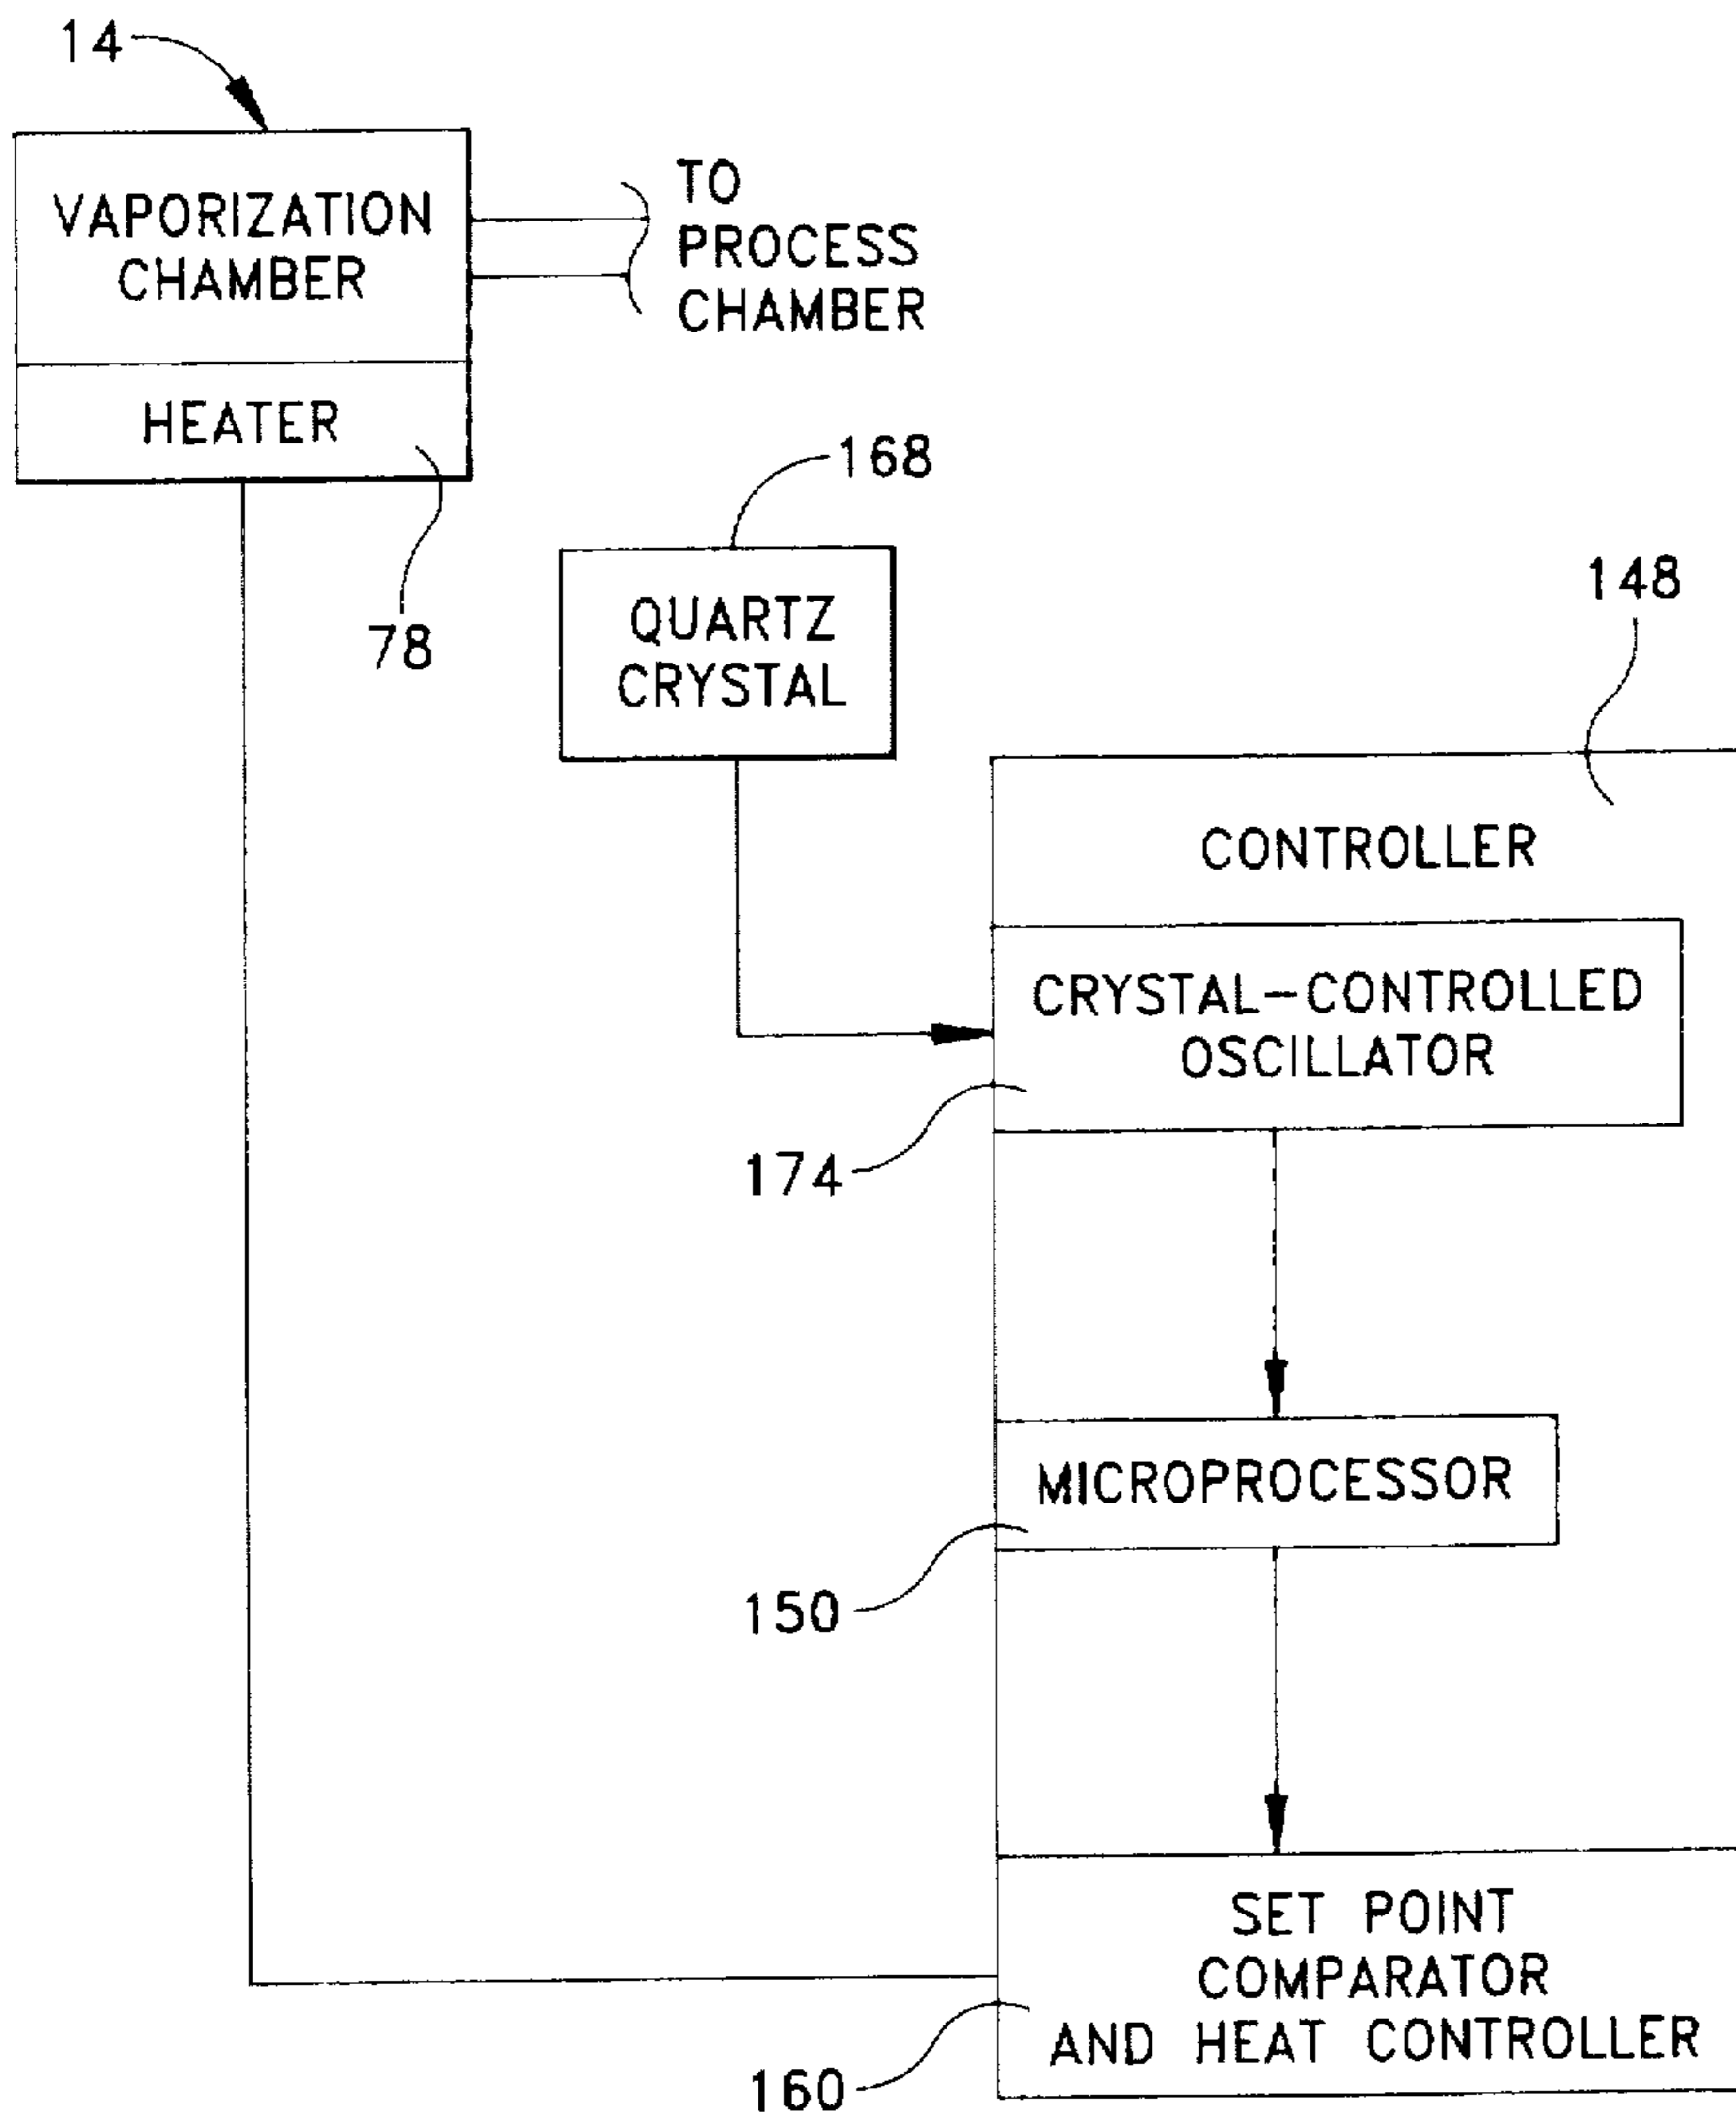 14
VAPORIZATION
CHAMBER
TO
PROCESS
CHAMBER
HEATER
78
168
QUARTZ
CRYSTAL
148
CONTROLLER
CRYSTAL-CONTROLLED
OSCILLATOR
174
MICROPROCESSOR
150
SET POINT
COMPARATOR
AND HEAT CONTROLLER
160